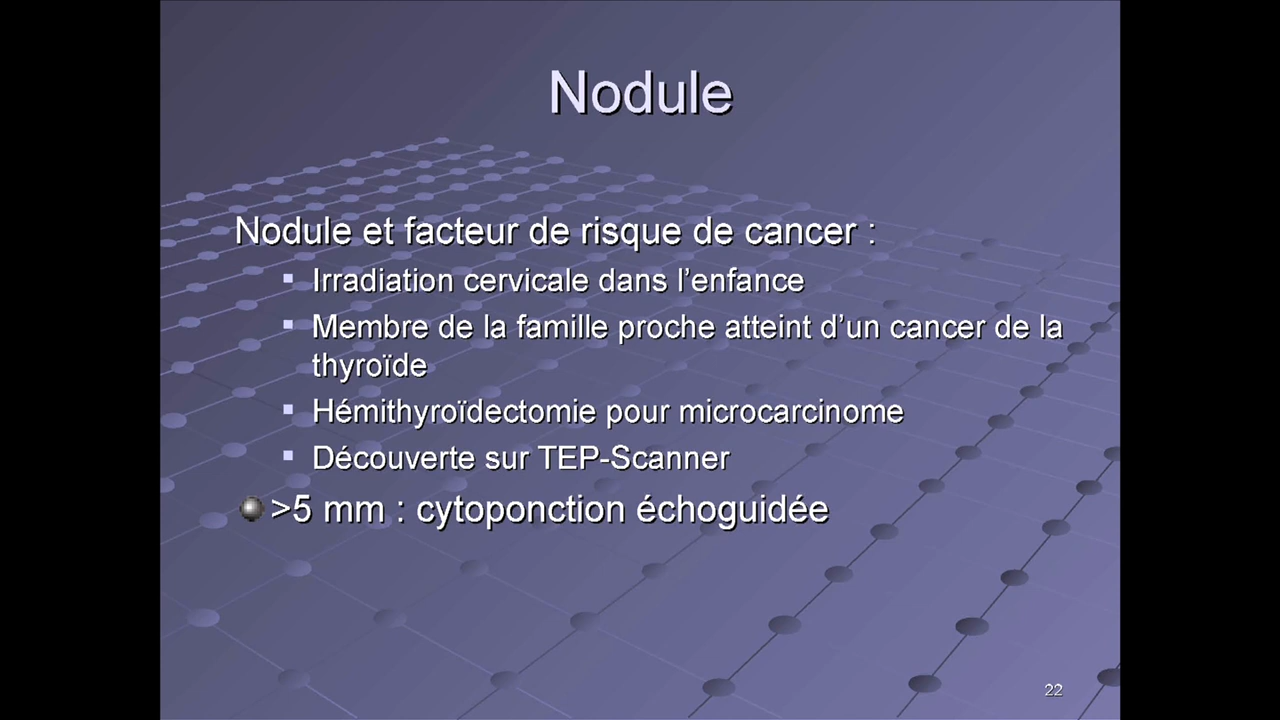 Nodule
Nodule et facteur de risque de cancer :
Irradiation cervicale dans l’enfance
Membre de la famille proche atteint d’un cancer de la
thyroïde
Hémithyroïdectomie pour microcarcinome
Découverte sur TEP-Scanner
>5 mm : cytoponction échoguidée
22